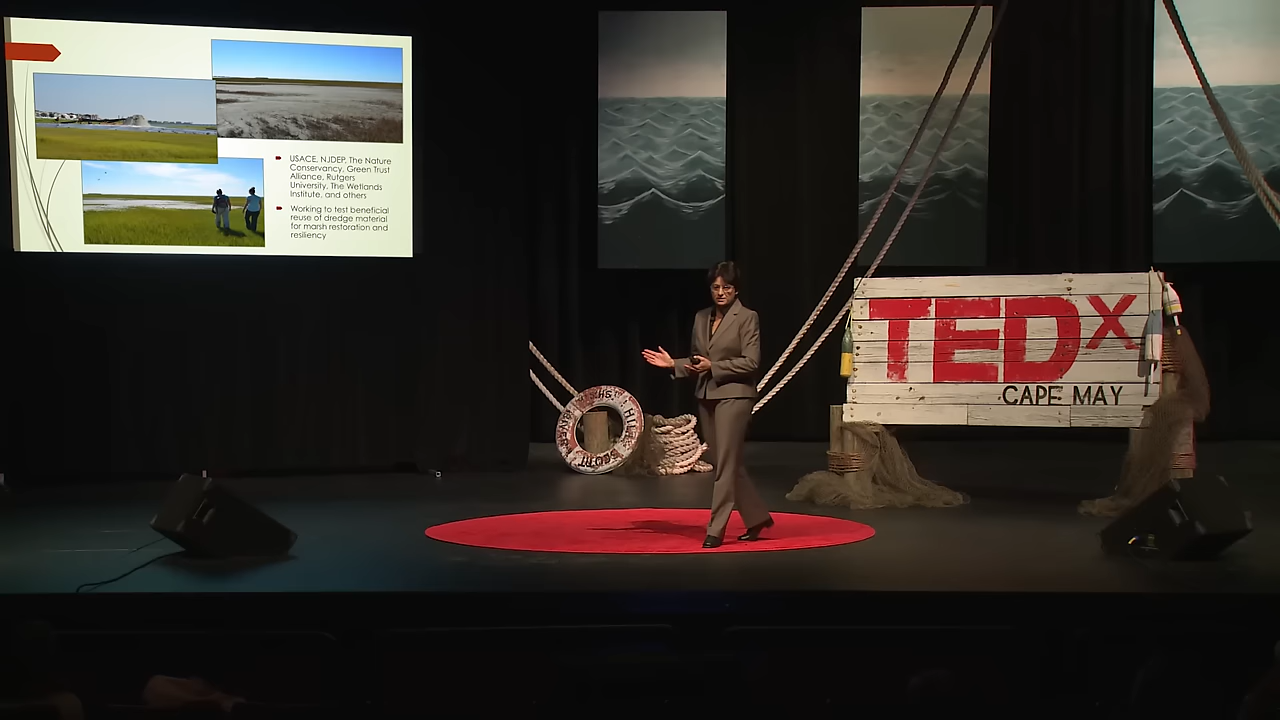 USACE, NJDEP, The Nature
Conservancy, Green Trust
Alliance, Rutgers
University, The Wetlands
Institute, and others
Working to test beneficial
reuse of dredge material
for marsh restoration and
resiliency
TEDx
CAPE MAY